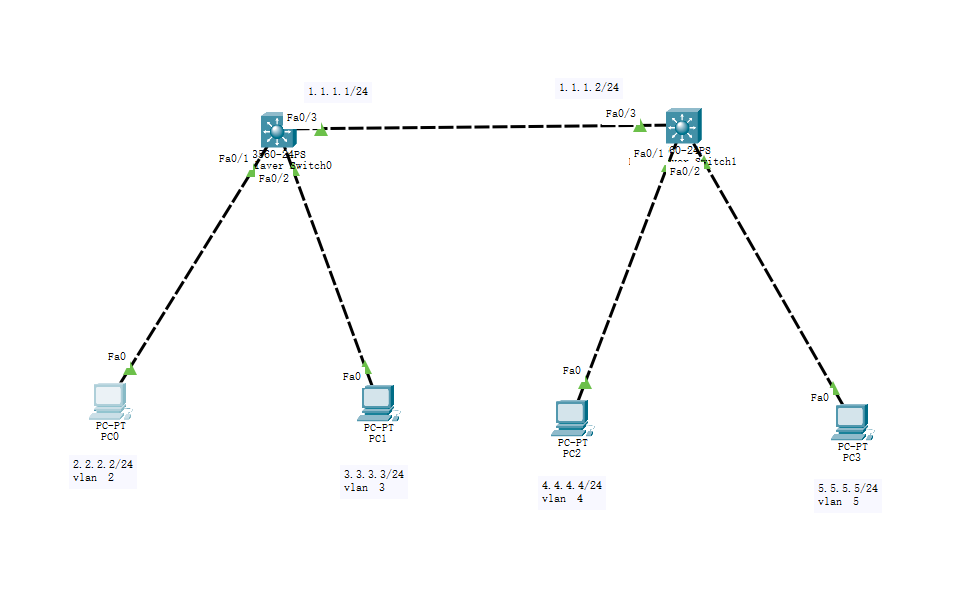 1.1.1.1/24
1.1.1.2/24
Fa0/3
Fa0/3
Fa0/1
3560-24PS
Switch0
Fa0/2
Fa0/1
60-24PS
Switch1
Fa0/2
Fa0
PC-PT
PC0
2.2.2.2/24
vlan 2
Fa0
PC-PT
PC1
3.3.3.3/24
vlan 3
Fa0
PC-PT
PC2
4.4.4.4/24
vlan 4
Fa0
PC-PT
PC3
5.5.5.5/24
vlan 5